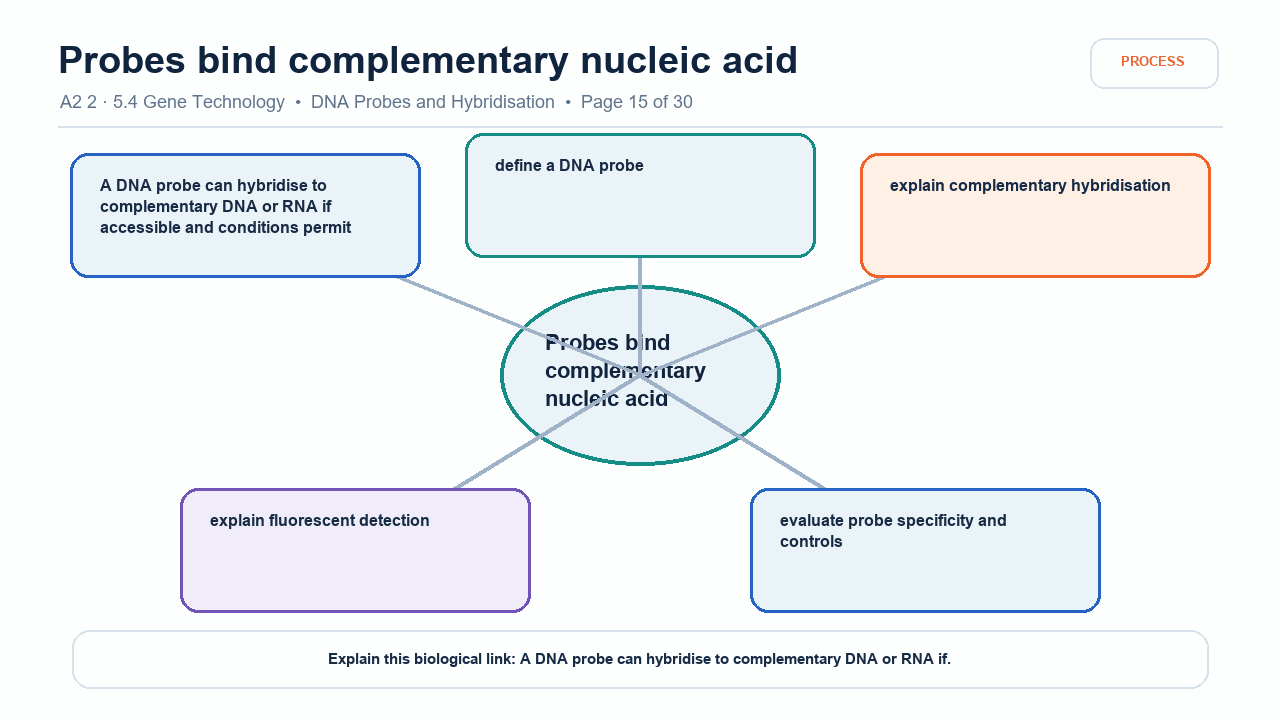 Probes bind complementary nucleic acid
PROCESS
A2 2 · 5.4 Gene Technology • DNA Probes and Hybridisation • Page 15 of 30
A DNA probe can hybridise to
complementary DNA or RNA if
accessible and conditions permit
define a DNA probe
explain complementary hybridisation
Probes bind
complementary
nucleic acid
explain fluorescent detection
evaluate probe specificity and
controls
Explain this biological link: A DNA probe can hybridise to complementary DNA or RNA if.